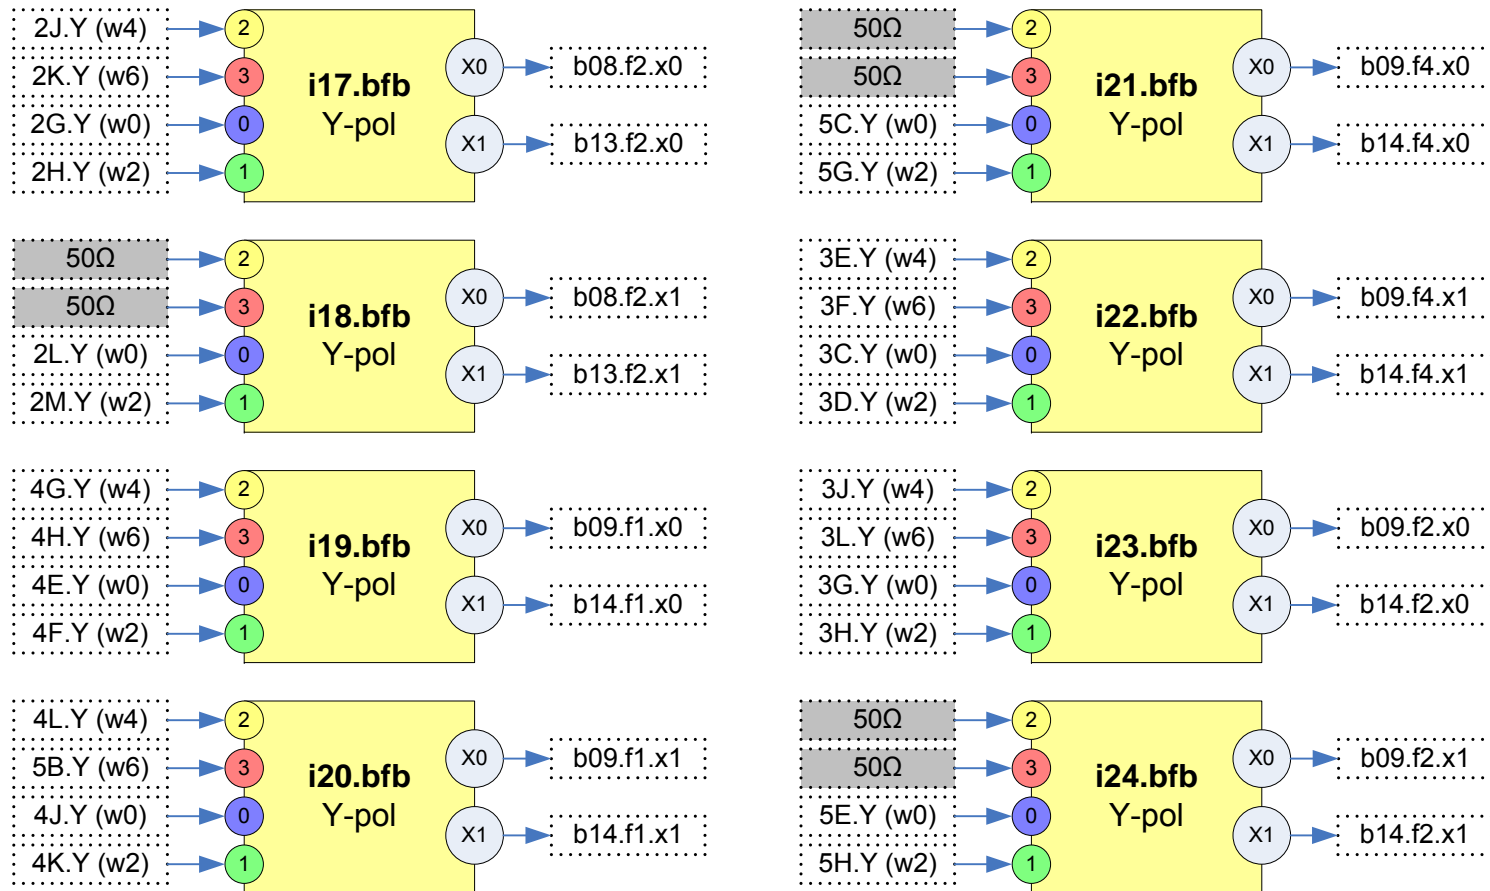 2J.Y (w4)
2
2K.Y (w6)
3
2G.Y (w0)
0
2H.Y (w2)
1
i17.bfb
Y-pol
X0
b08.f2.x0
X1
b13.f2.x0
50Ω
2
50Ω
3
2L.Y (w0)
0
2M.Y (w2)
1
i18.bfb
Y-pol
X0
b08.f2.x1
X1
b13.f2.x1
4G.Y (w4)
2
4H.Y (w6)
3
4E.Y (w0)
0
4F.Y (w2)
1
i19.bfb
Y-pol
X0
b09.f1.x0
X1
b14.f1.x0
4L.Y (w4)
2
5B.Y (w6)
3
4J.Y (w0)
0
4K.Y (w2)
1
i20.bfb
Y-pol
X0
b09.f1.x1
X1
b14.f1.x1
50Ω
2
50Ω
3
5C.Y (w0)
0
5G.Y (w2)
1
i21.bfb
Y-pol
X0
b09.f4.x0
X1
b14.f4.x0
3E.Y (w4)
2
3F.Y (w6)
3
3C.Y (w0)
0
3D.Y (w2)
1
i22.bfb
Y-pol
X0
b09.f4.x1
X1
b14.f4.x1
3J.Y (w4)
2
3L.Y (w6)
3
3G.Y (w0)
0
3H.Y (w2)
1
i23.bfb
Y-pol
X0
b09.f2.x0
X1
b14.f2.x0
50Ω
2
50Ω
3
5E.Y (w0)
0
5H.Y (w2)
1
i24.bfb
Y-pol
X0
b09.f2.x1
X1
b14.f2.x1